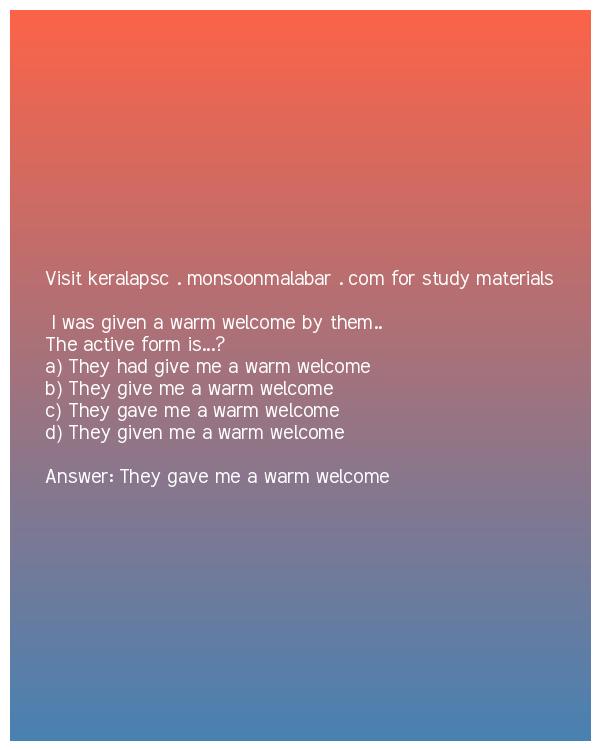 Visit keralapsc . monsoonmalabar . com for study materials
I was given a warm welcome by them..
The active form is...?
a) They had give me a warm welcome
b) They give me a warm welcome
c) They gave me a warm welcome
d) They given me a warm welcome
Answer: They gave me a warm welcome